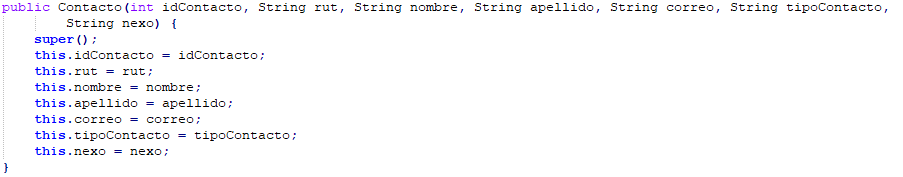 public Contacto(int idContacto, String rut, String nombre, String apellido, String correo, String tipoContacto,
String nexo) {
super();
this.idContacto = idContacto;
this.rut = rut;
this.nombre = nombre;
this.apellido = apellido;
this.correo = correo;
this.tipoContacto = tipoContacto;
this.nexo = nexo;
}